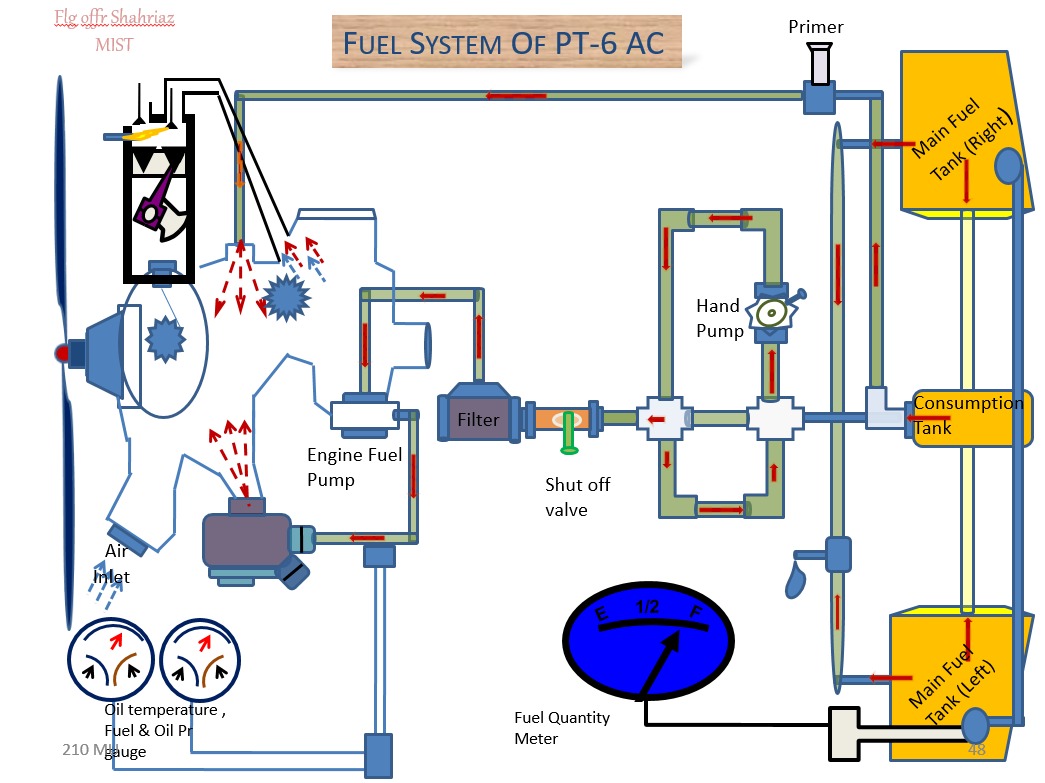 Flg offr Shahriaz
MIST
FUEL SYSTEM OF PT-6 AC
Primer
Main Fuel
Tank (Right)
Hand
Pump
Consumption
Tank
Filter
Engine Fuel
Pump
Shut off
valve
Air
Inlet
E 1/2 F
Main Fuel
Tank (Left)
Oil temperature ,
Fuel & Oil Pr
gauge
Fuel Quantity
Meter
210 MH
48